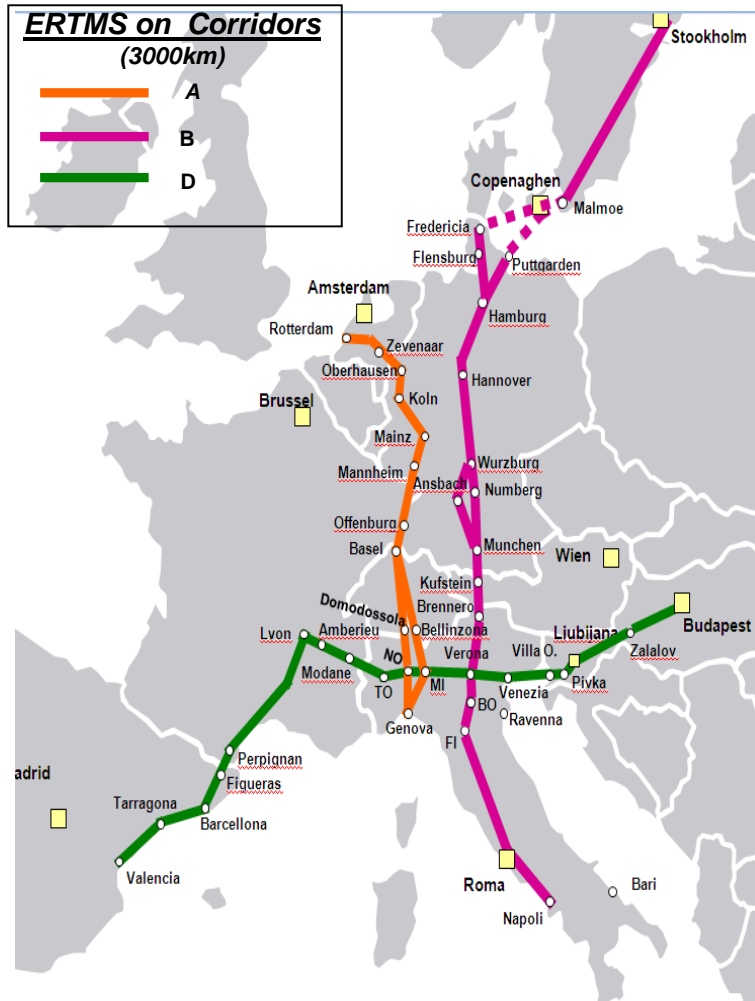 ERTMS on Corridors
(3000km)
A
B
D
Stookholm
Copenaghen
Malmoe
Fredericia
Flensburg
Puttgarden
Amsterdam
Hamburg
Rotterdam
Zevenaar
Oberhausen
Hannover
Koln
Brussel
Mainz
Wurzburg
Mannheim
Ansbach
Numberg
Offenburg
Basel
Munchen
Wien
Kufstein
Domodossola
Brennero
Budapest
Lvon
Amberieu
Bellinzona
Liubijana
Zalalov
Modane
NO
Verona
Villa O.
TO
MI
Venezia
Pivka
Genova
BO
Ravenna
FI
Perpignan
Figueras
adrid
Tarragona
Barcellona
Valencia
Roma
Bari
Napoli